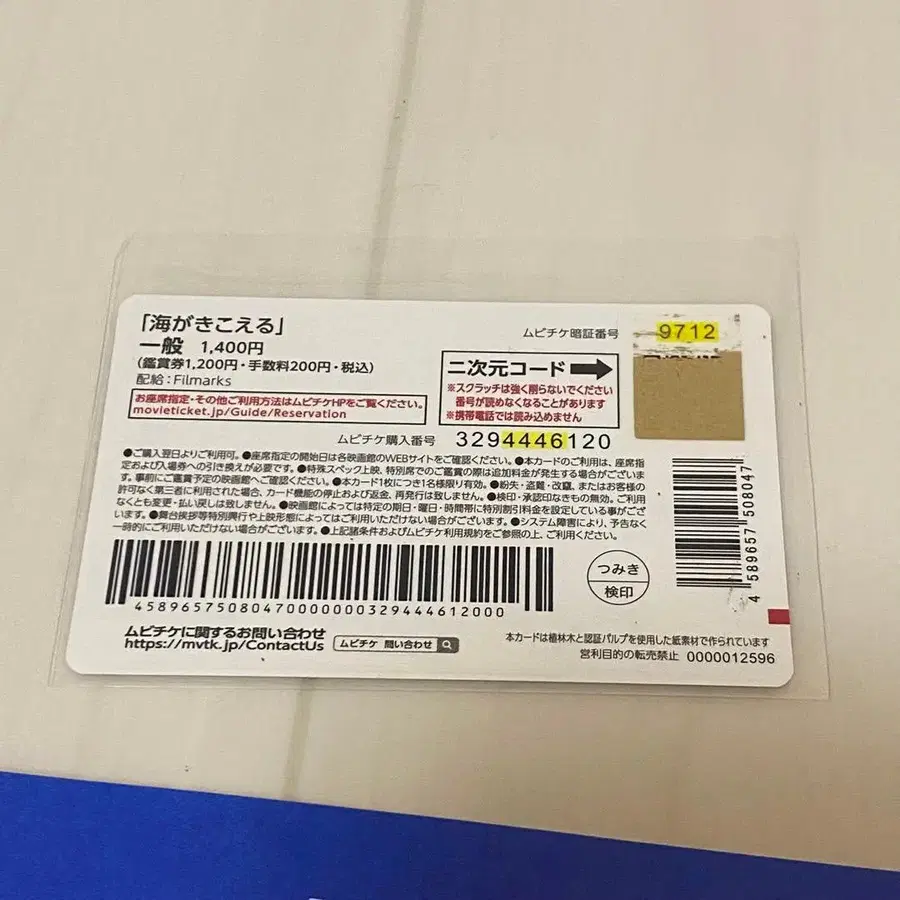 「海がきこえる」
一般 1,400円
(鑑賞券1,200円・手数料200円・税込)
配給：Filmarks
お座席指定・その他ご利用方法はムビチケHPをご覧ください。
movieticket.jp/Guide/Reservation
ムビチケ暗証番号 9712
二次元コード
※スクラッチは強く削らないでください
番号が読めなくなることがあります
※携帯電話では読み込めません
ムビチケ購入番号 3294446120
●ご購入翌日よりご利用可。●座席指定の開始日は各映画館のWEBサイトをご確認ください。●本カードのご利用は、座席指
定および入場券への引き換えが必要です。●特殊スペック上映、特別席でのご鑑賞の際は追加料金が発生する場合がございま
す。事前にご鑑賞予定の映画館へご確認ください。●本カード1枚につき1名様限り有効。●紛失・盗難・改竄、またはお客様の
許可なく第三者に利用された場合、カード機能の停止および返金、再発行は致しません。●検印・承認印なきもの無効。ご利用
なくとも変更・払い戻しは致しません。●映画館によっては特定の期日・曜日・時間帯に特別割引料金を設定している事がござ
います。●舞台挨拶等特別興行や上映形態によってはご利用いただけない場合がございます。●システム障害により、予告なく
一時的にご利用いただけない場合がございます。●上記諸条件およびムビチケ利用規約をご参照の上、ご利用ください。
45896575080470000000329444612000
つみき
検印
4 589657 508047
ムビチケに関するお問い合わせ
https://mvtk.jp/ContactUs
ムビチケ 問い合わせ
本カードは植林木と認証パルプを使用した紙素材で作られています
営利目的の転売禁止 0000012596